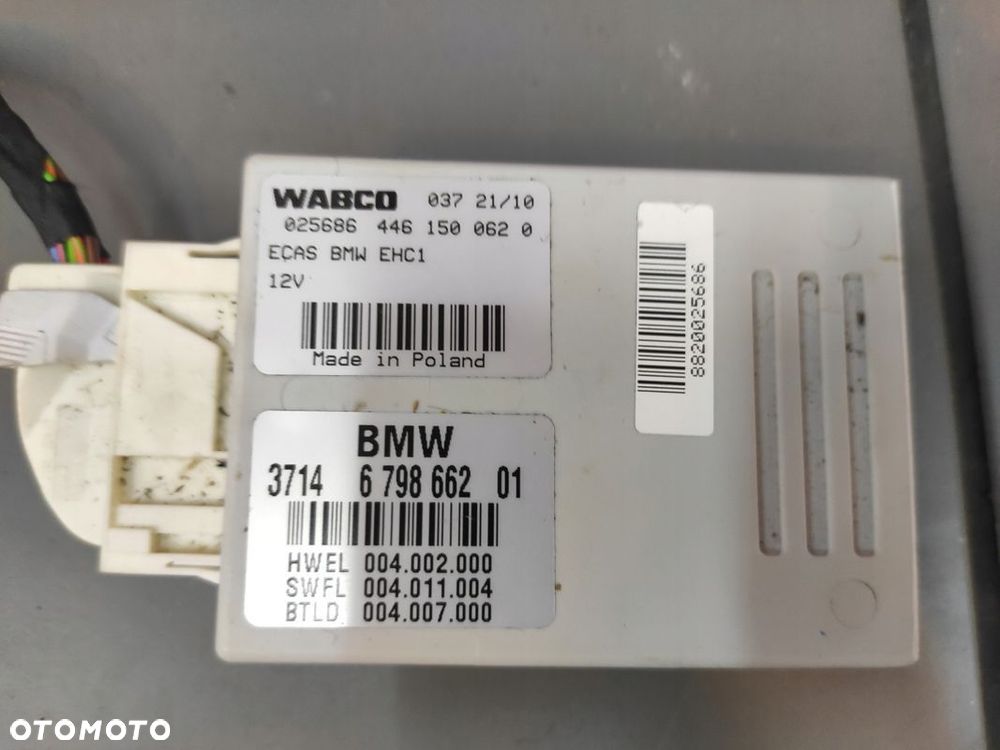 WABCO 037 21/10
025686 446 150 062 0
ECAS BMW EHC1
12V
Made in Poland
8820025686
BMW
3714 6 798 662 01
HWEL 004.002.000
SWFL 004.011.004
BTLD 004.007.000
OTOMOTO